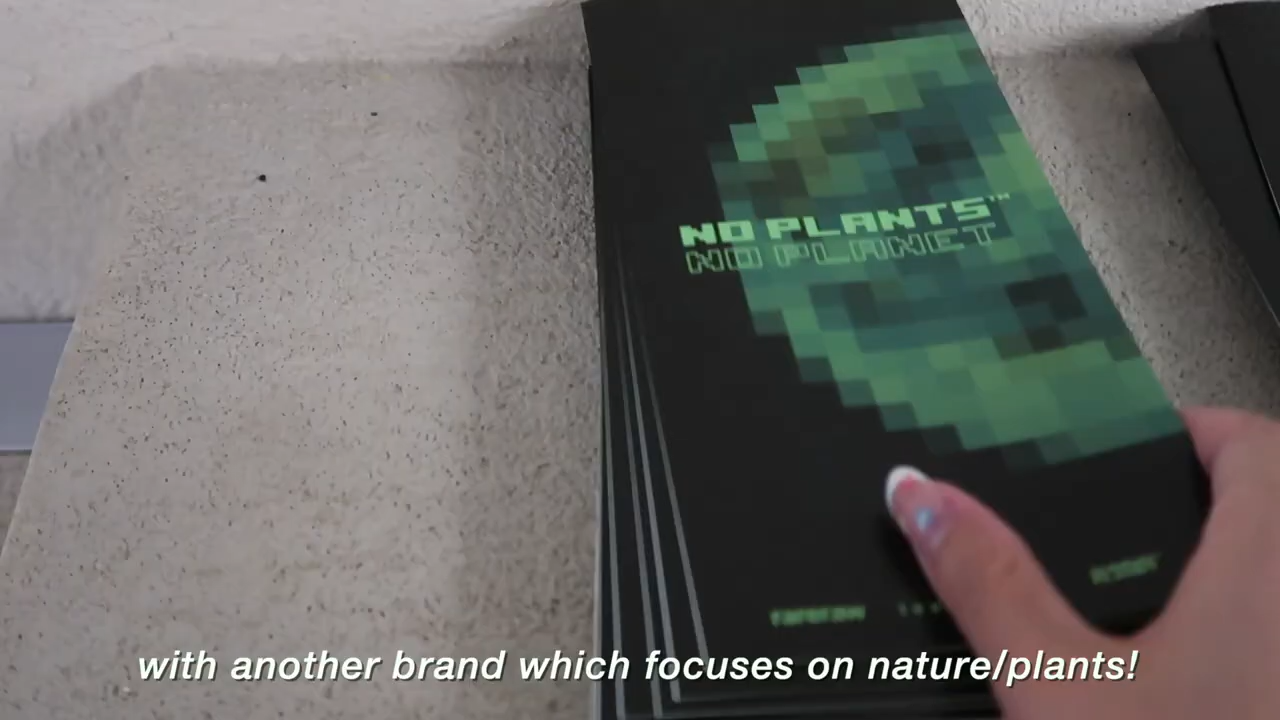 NO PLANTS™
NO PLANET
with another brand which focuses on nature/plants!